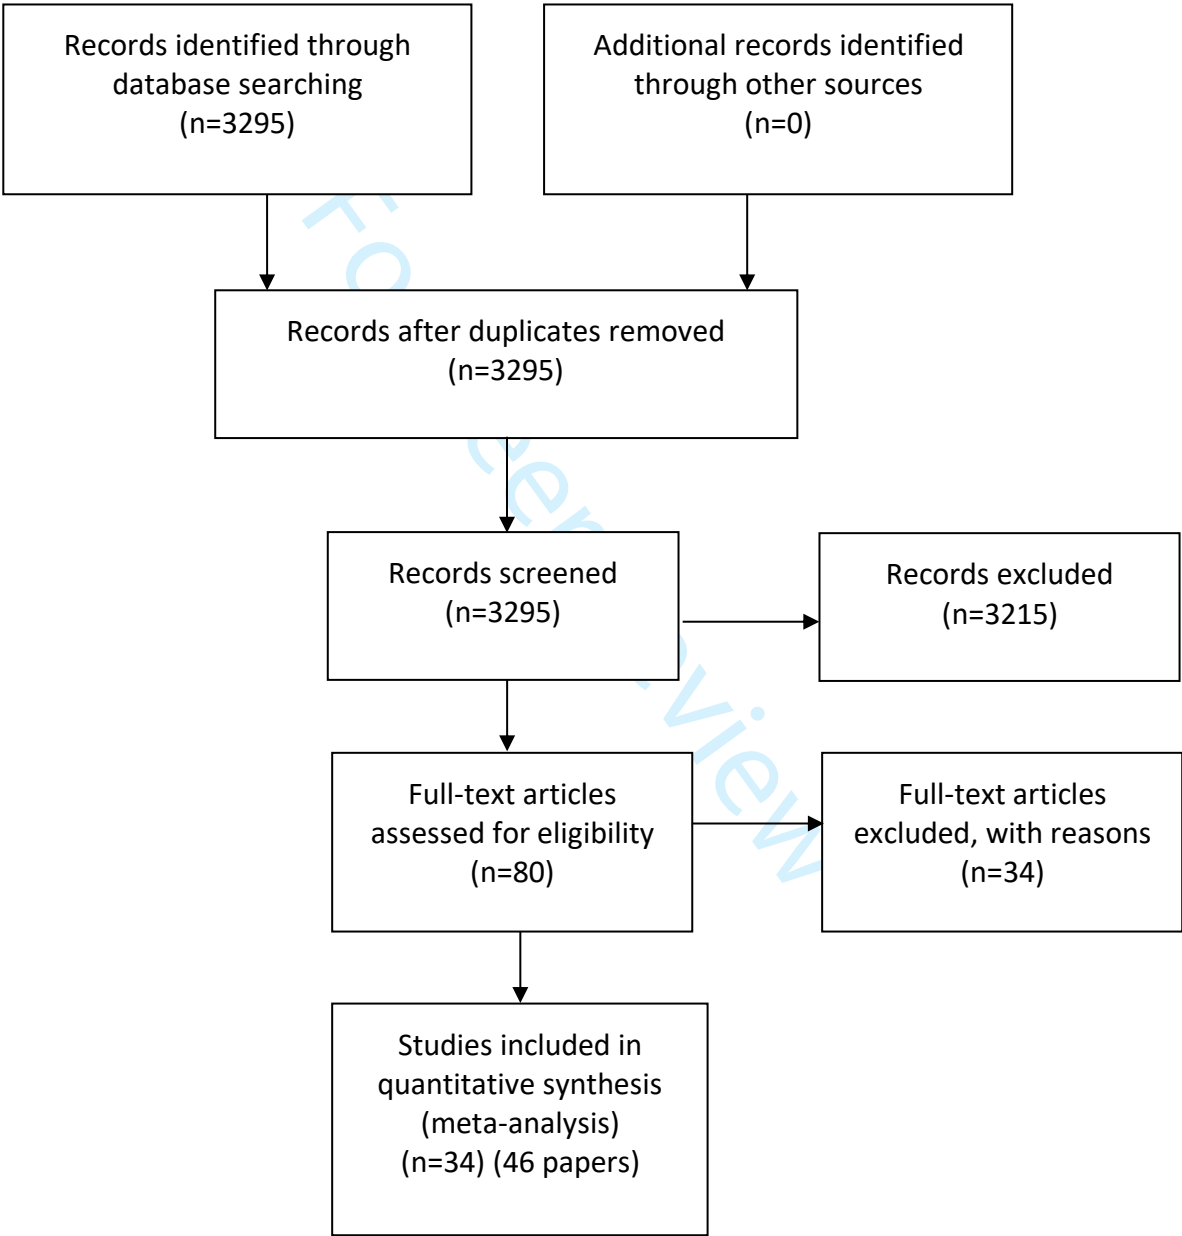 Records identified through
database searching
(n=3295)
Additional records identified
through other sources
(n=0)
Records after duplicates removed
(n=3295)
Records screened
(n=3295)
Records excluded
(n=3215)
Full-text articles
assessed for eligibility
(n=80)
Full-text articles
excluded, with reasons
(n=34)
Studies included in
quantitative synthesis
(meta-analysis)
(n=34) (46 papers)